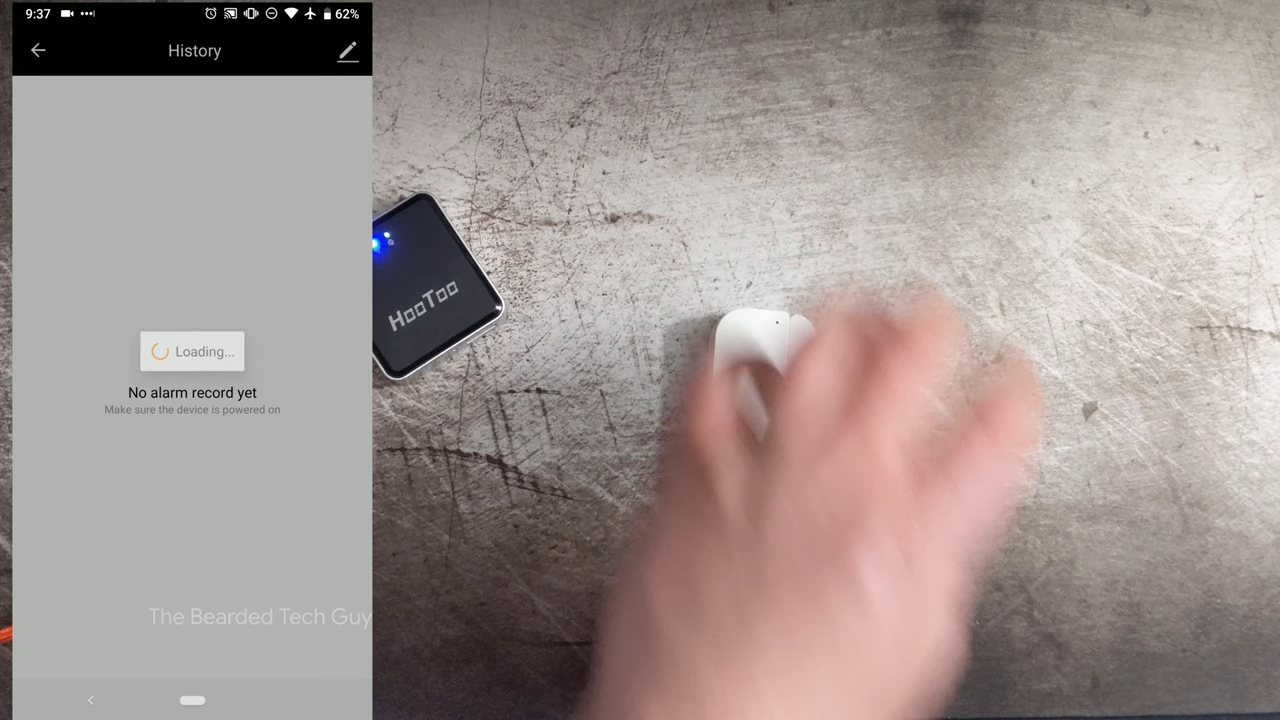 9:37
62%
History
Loading...
No alarm record yet
Make sure the device is powered on
HooToo
The Bearded Tech Guy